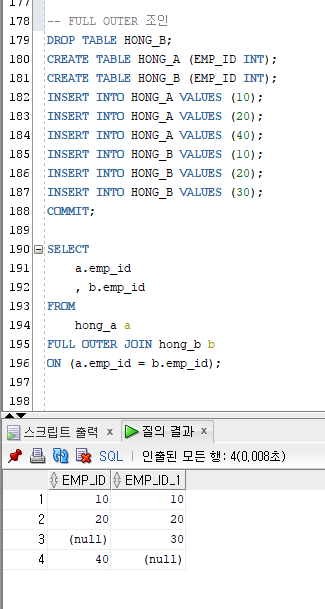 177
178 -- FULL OUTER 조인
179 DROP TABLE HONG_B;
180 CREATE TABLE HONG_A (EMP_ID INT);
181 CREATE TABLE HONG_B (EMP_ID INT);
182 INSERT INTO HONG_A VALUES (10);
183 INSERT INTO HONG_A VALUES (20);
184 INSERT INTO HONG_A VALUES (40);
185 INSERT INTO HONG_B VALUES (10);
186 INSERT INTO HONG_B VALUES (20);
187 INSERT INTO HONG_B VALUES (30);
188 COMMIT;
189
190 SELECT
191 a.emp_id
192 , b.emp_id
193 FROM
194 hong_a a
195 FULL OUTER JOIN hong_b b
196 ON (a.emp_id = b.emp_id);
197
198
스크립트 출력 x 질의 결과 x
SQL | 인출된 모든 행: 4(0.008초)
EMP_ID EMP_ID_1
1 10 10
2 20 20
3 (null) 30
4 40 (null)